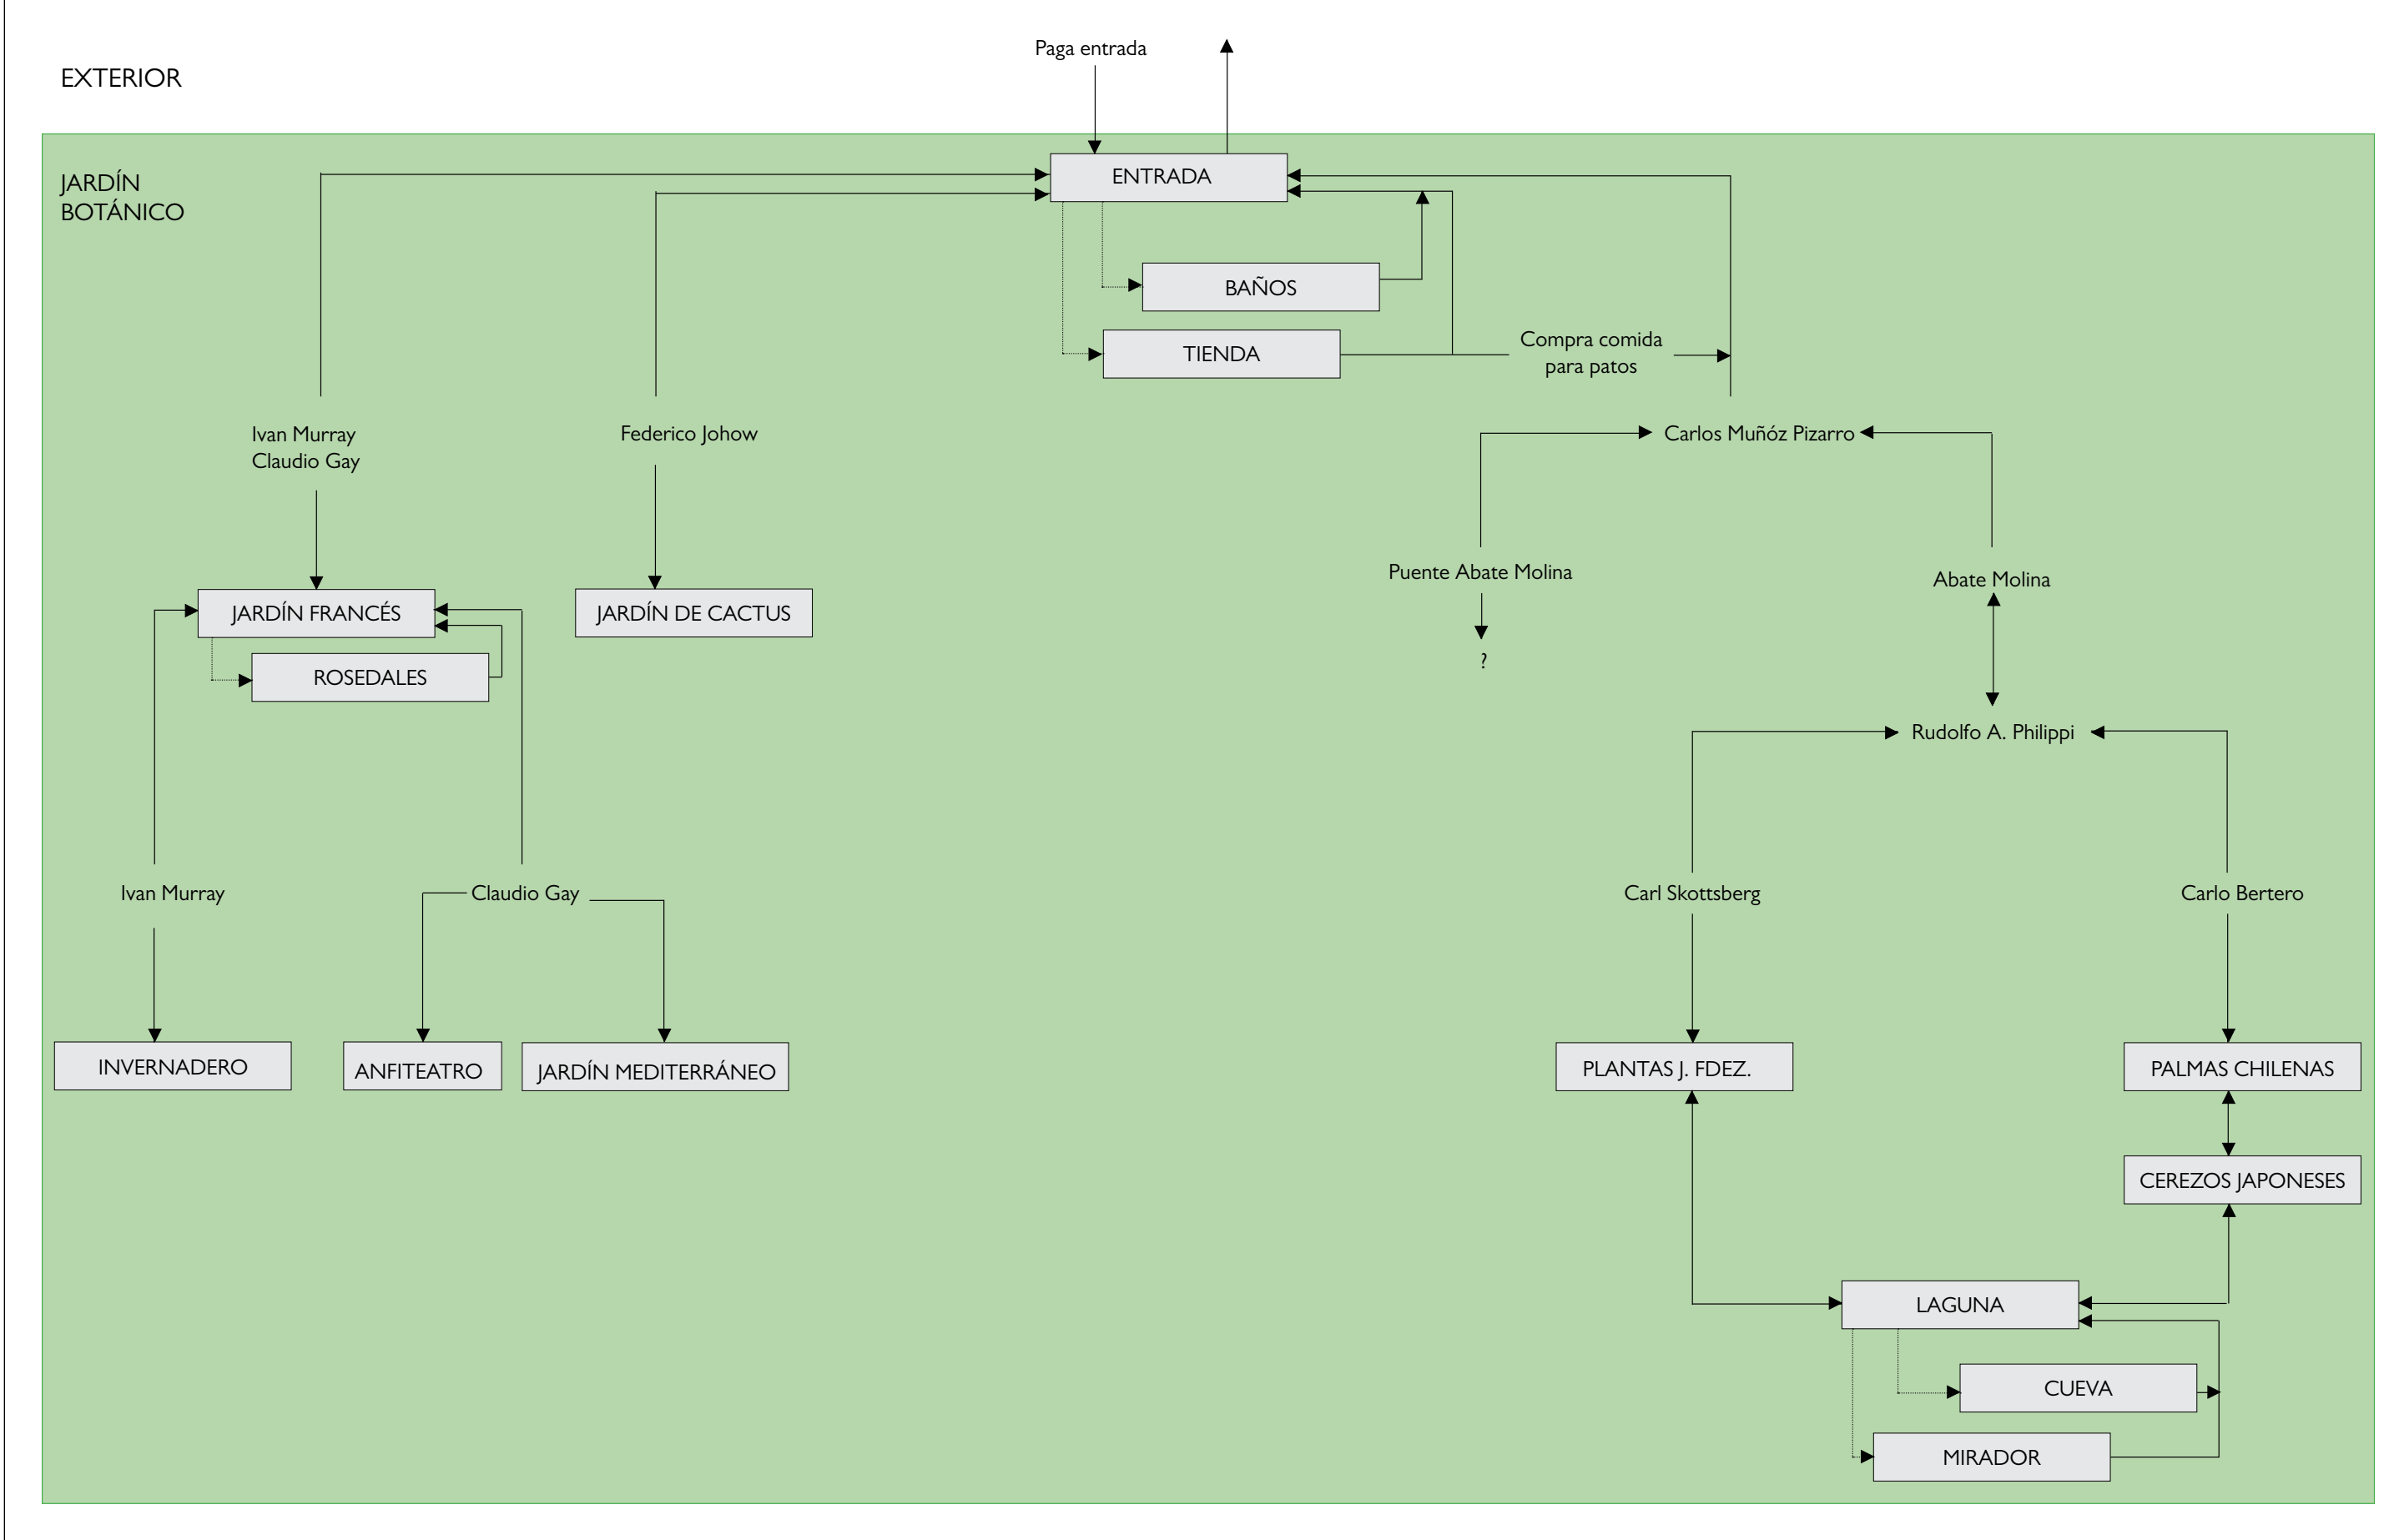 Paga entrada
EXTERIOR
JARDÍN
BOTÁNICO
ENTRADA
BAÑOS
TIENDA
Compra comida
para patos
Ivan Murray
Claudio Gay
Federico Johow
Carlos Muñóz Pizarro
Puente Abate Molina
Abate Molina
JARDÍN FRANCÉS
JARDÍN DE CACTUS
?
ROSEDALES
Rudolfo A. Philippi
Ivan Murray
Claudio Gay
Carl Skottsberg
Carlo Bertero
INVERNADERO
ANFITEATRO
JARDÍN MEDITERRÁNEO
PLANTAS J. FDEZ.
PALMAS CHILENAS
CEREZOS JAPONESES
LAGUNA
CUEVA
MIRADOR